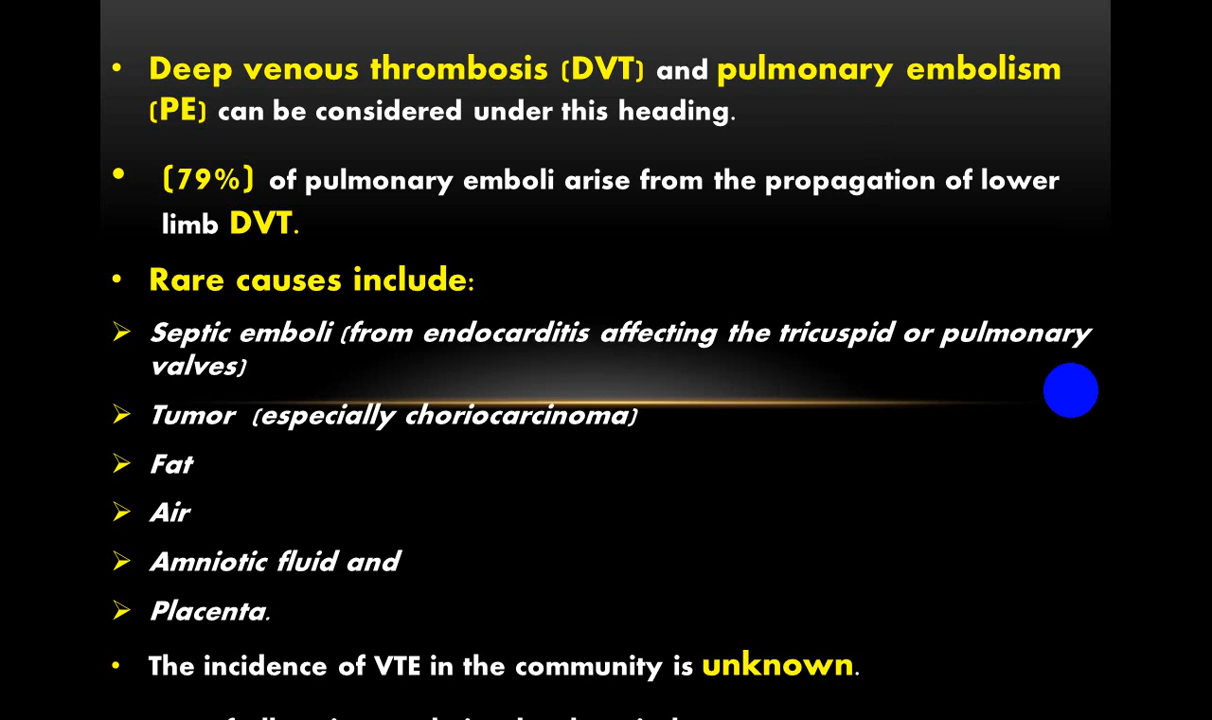 • Deep venous thrombosis (DVT) and pulmonary embolism
(PE) can be considered under this heading.
• (79%) of pulmonary emboli arise from the propagation of lower
limb DVT.
• Rare causes include:
➢ Septic emboli (from endocarditis affecting the tricuspid or pulmonary
valves)
➢ Tumor (especially choriocarcinoma)
➢ Fat
➢ Air
➢ Amniotic fluid and
➢ Placenta.
• The incidence of VTE in the community is unknown.